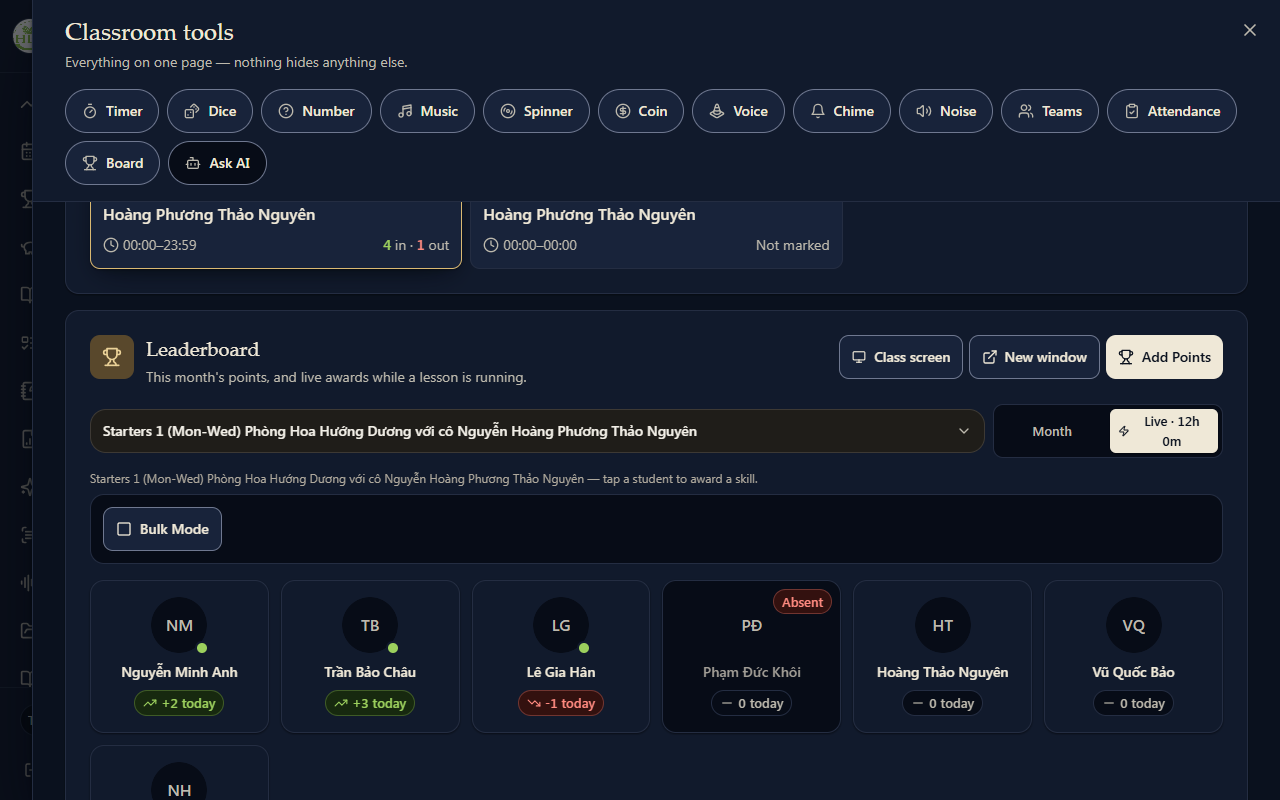 Classroom tools
Everything on one page — nothing hides anything else.
Timer
Dice
Number
Music
Spinner
Coin
Voice
Chime
Noise
Teams
Attendance
Board
Ask AI
Hoàng Phương Thảo Nguyên
00:00–23:59
4 in · 1 out
Hoàng Phương Thảo Nguyên
00:00–00:00
Not marked
Leaderboard
This month's points, and live awards while a lesson is running.
Class screen
New window
Add Points
Starters 1 (Mon-Wed) Phòng Hoa Hướng Dương với cô Nguyễn Hoàng Phương Thảo Nguyên
Month
Live · 12h
0m
Starters 1 (Mon-Wed) Phòng Hoa Hướng Dương với cô Nguyễn Hoàng Phương Thảo Nguyên — tap a student to award a skill.
Bulk Mode
NM
Nguyễn Minh Anh
+2 today
TB
Trần Bảo Châu
+3 today
LG
Lê Gia Hân
-1 today
Absent
PĐ
Phạm Đức Khôi
0 today
HT
Hoàng Thảo Nguyên
0 today
VQ
Vũ Quốc Bảo
0 today
NH